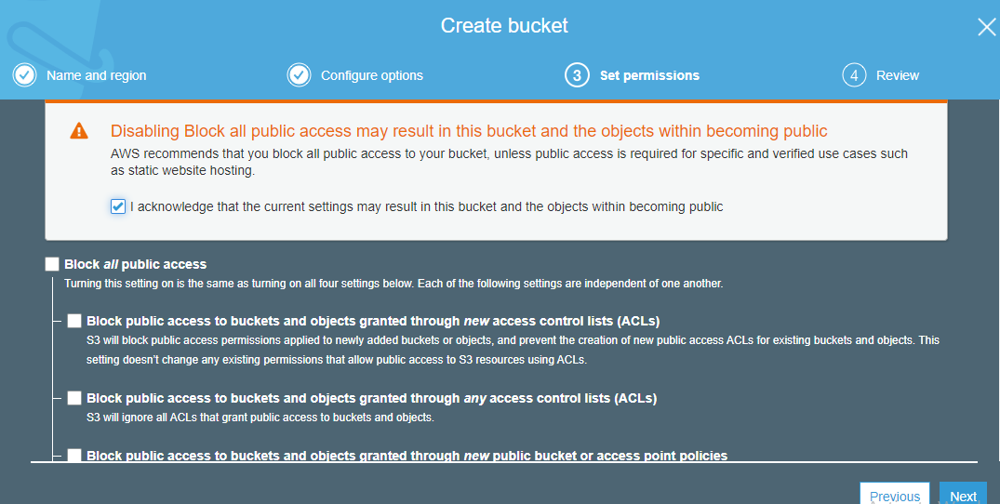 Create bucket
Name and region
Configure options
3 Set permissions
4 Review
Disabling Block all public access may result in this bucket and the objects within becoming public
AWS recommends that you block all public access to your bucket, unless public access is required for specific and verified use cases such
as static website hosting.
I acknowledge that the current settings may result in this bucket and the objects within becoming public
Block all public access
Turning this setting on is the same as turning on all four settings below. Each of the following settings are independent of one another.
Block public access to buckets and objects granted through new access control lists (ACLs)
S3 will block public access permissions applied to newly added buckets or objects, and prevent the creation of new public access ACLs for existing buckets and objects. This
setting doesn't change any existing permissions that allow public access to S3 resources using ACLs.
Block public access to buckets and objects granted through any access control lists (ACLs)
S3 will ignore all ACLs that grant public access to buckets and objects.
Block public access to buckets and objects granted through new public bucket or access point policies
Previous
Next